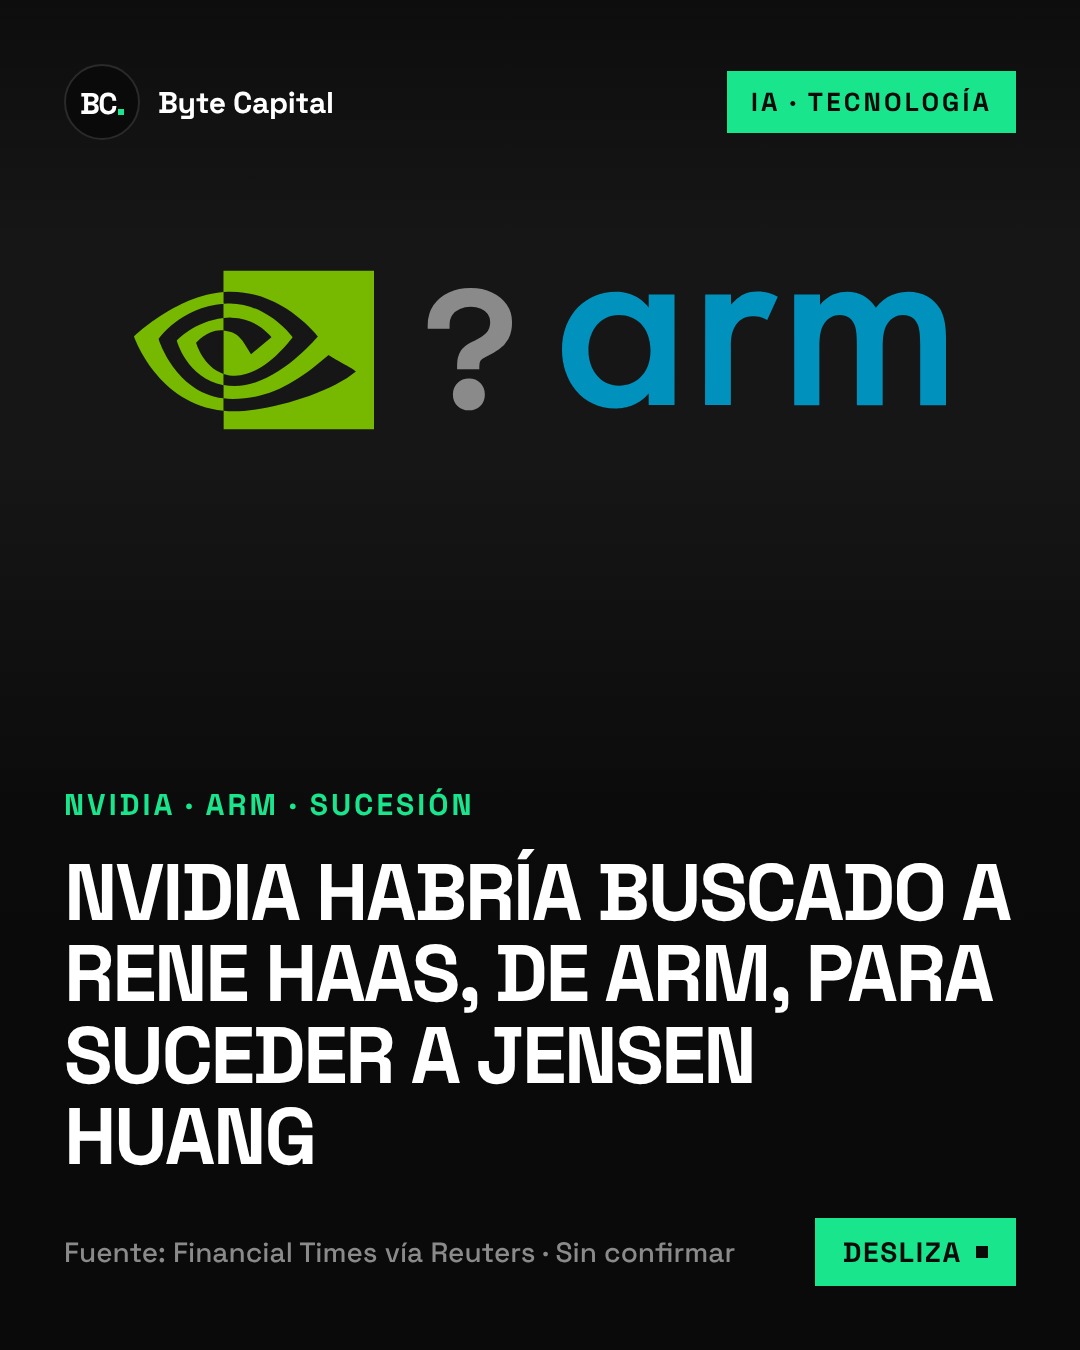 BC.
Byte Capital
IA · TECNOLOGÍA
? arm
NVIDIA · ARM · SUCESIÓN
NVIDIA HABRÍA BUSCADO A
RENE HAAS, DE ARM, PARA
SUCEDER A JENSEN
HUANG
Fuente: Financial Times vía Reuters · Sin confirmar
DESLIZA